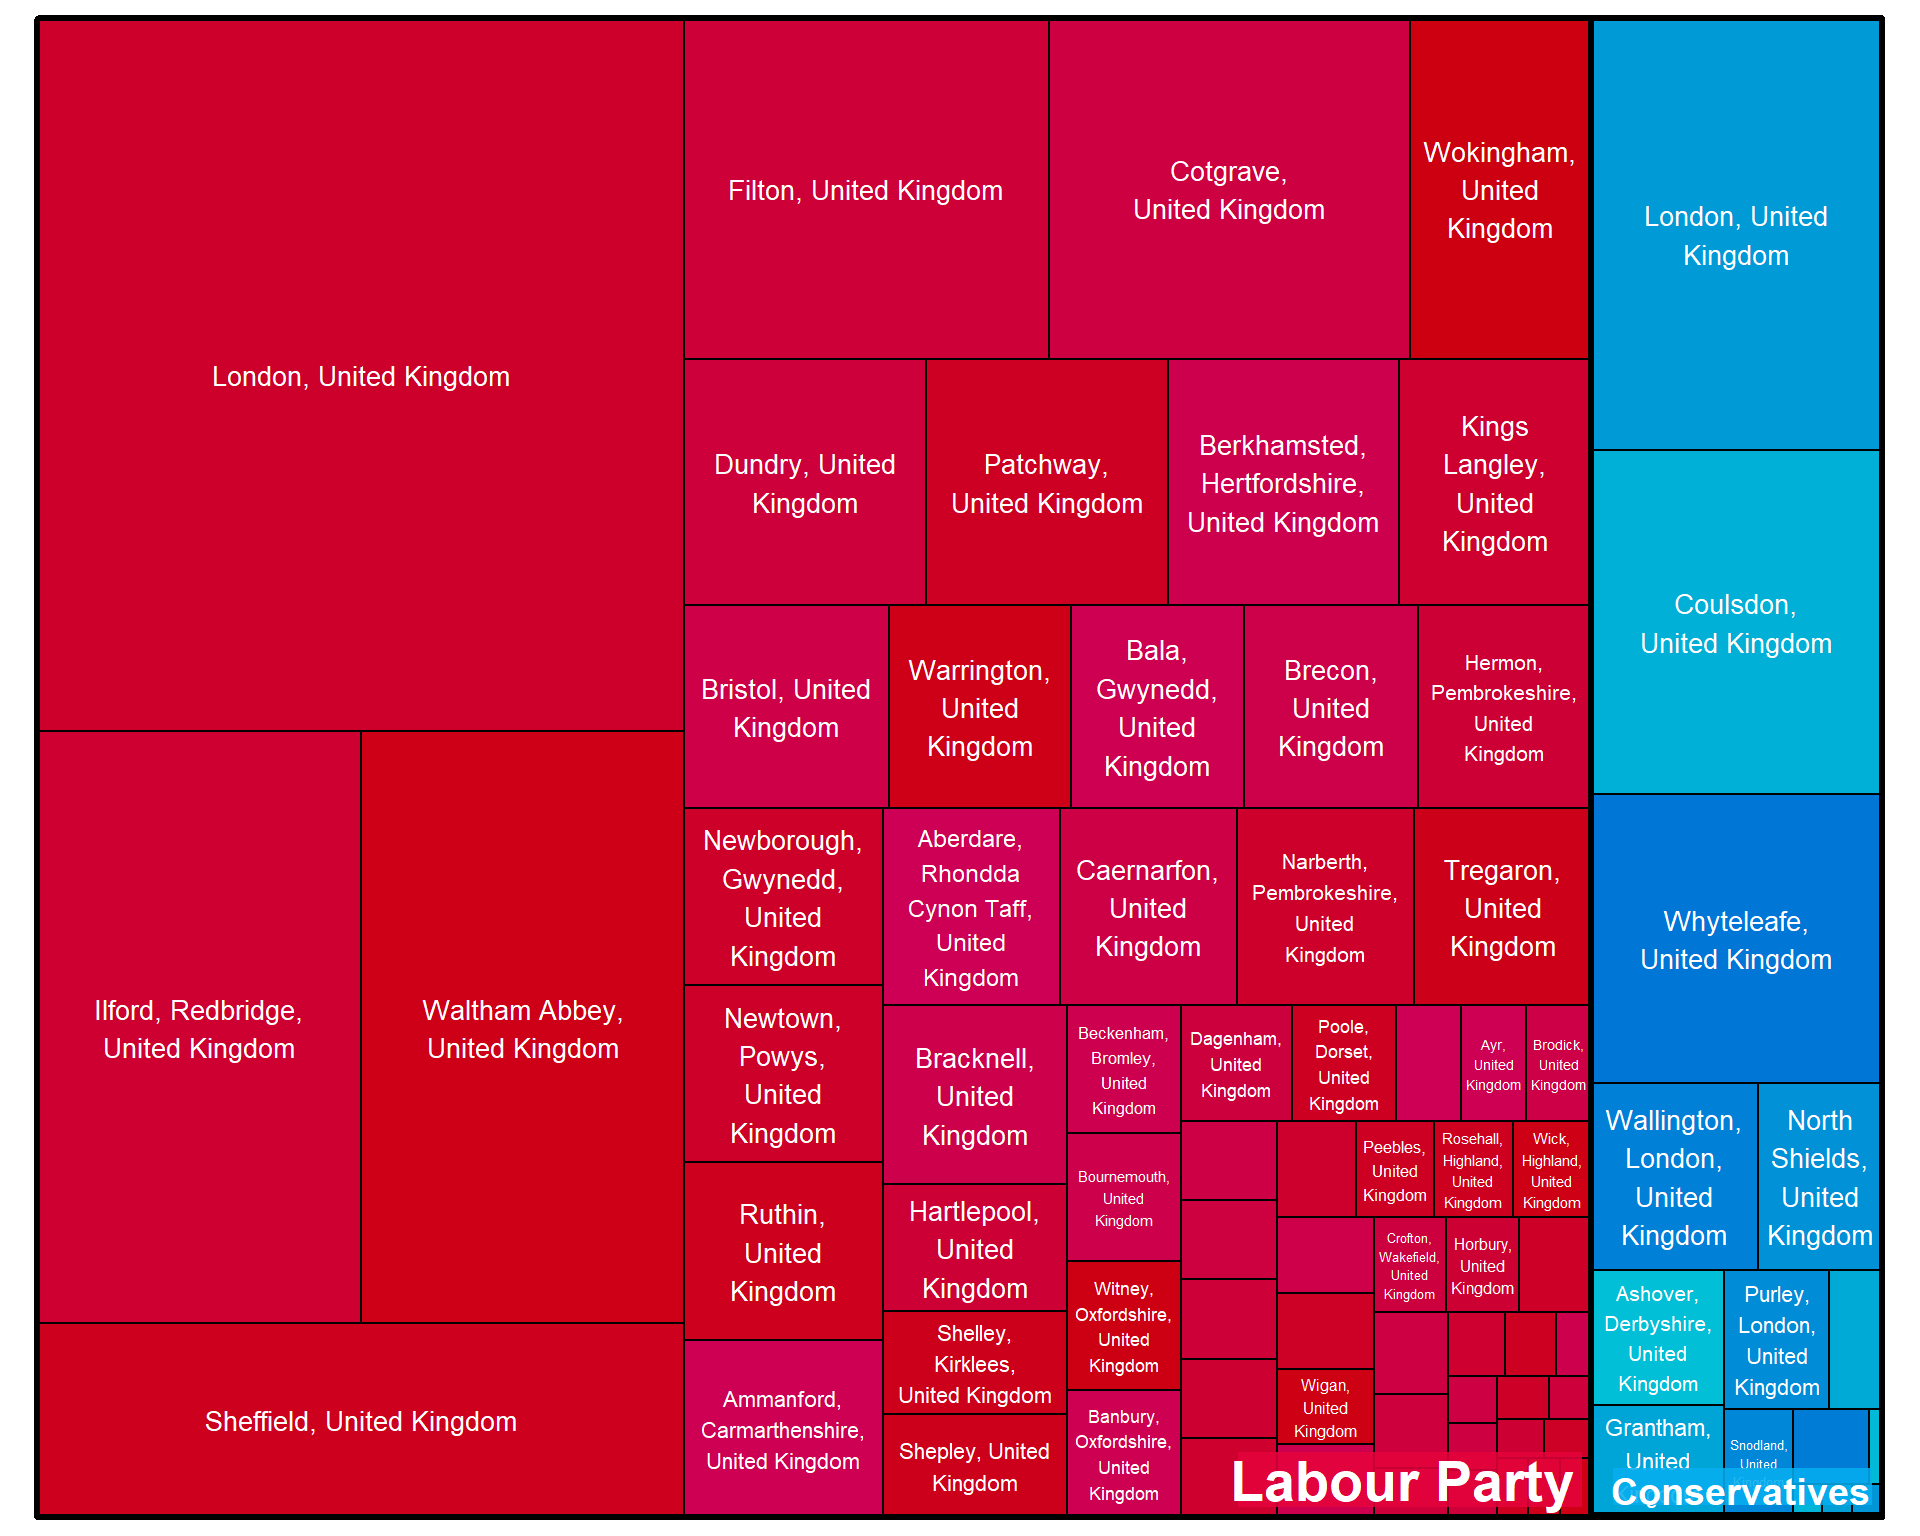 London, United Kingdom
Ilford, Redbridge,
United Kingdom
Waltham Abbey,
United Kingdom
Sheffield, United Kingdom
Filton, United Kingdom
Cotgrave,
United Kingdom
Wokingham,
United
Kingdom
Dundry, United
Kingdom
Patchway,
United Kingdom
Berkhamsted,
Hertfordshire,
United Kingdom
Kings
Langley,
United
Kingdom
Bristol, United
Kingdom
Warrington,
United
Kingdom
Bala,
Gwynedd,
United
Kingdom
Brecon,
United
Kingdom
Hermon,
Pembrokeshire,
United
Kingdom
Newborough,
Gwynedd,
United
Kingdom
Aberdare,
Rhondda
Cynon Taff,
United
Kingdom
Caernarfon,
United
Kingdom
Narberth,
Pembrokeshire,
United
Kingdom
Tregaron,
United
Kingdom
Newtown,
Powys,
United
Kingdom
Ruthin,
United
Kingdom
Ammanford,
Carmarthenshire,
United Kingdom
Bracknell,
United
Kingdom
Hartlepool,
United
Kingdom
Shelley,
Kirklees,
United Kingdom
Shepley, United
Kingdom
Beckenham,
Bromley,
United
Kingdom
Bournemouth,
United
Kingdom
Witney,
Oxfordshire,
United
Kingdom
Banbury,
Oxfordshire,
United
Kingdom
Dagenham,
United
Kingdom
Poole,
Dorset,
United
Kingdom
Ayr,
United
Kingdom
Brodick,
United
Kingdom
Peebles,
United
Kingdom
Rosehall,
Highland,
United
Kingdom
Wick,
Highland,
United
Kingdom
Crofton,
Wakefield,
United
Kingdom
Horbury,
United
Kingdom
Wigan,
United
Kingdom
Labour Party
London, United
Kingdom
Coulsdon,
United Kingdom
Whyteleafe,
United Kingdom
Wallington,
London,
United
Kingdom
North
Shields,
United
Kingdom
Ashover,
Derbyshire,
United
Kingdom
Purley,
London,
United
Kingdom
Grantham,
United
Snodland,
United
Conservatives